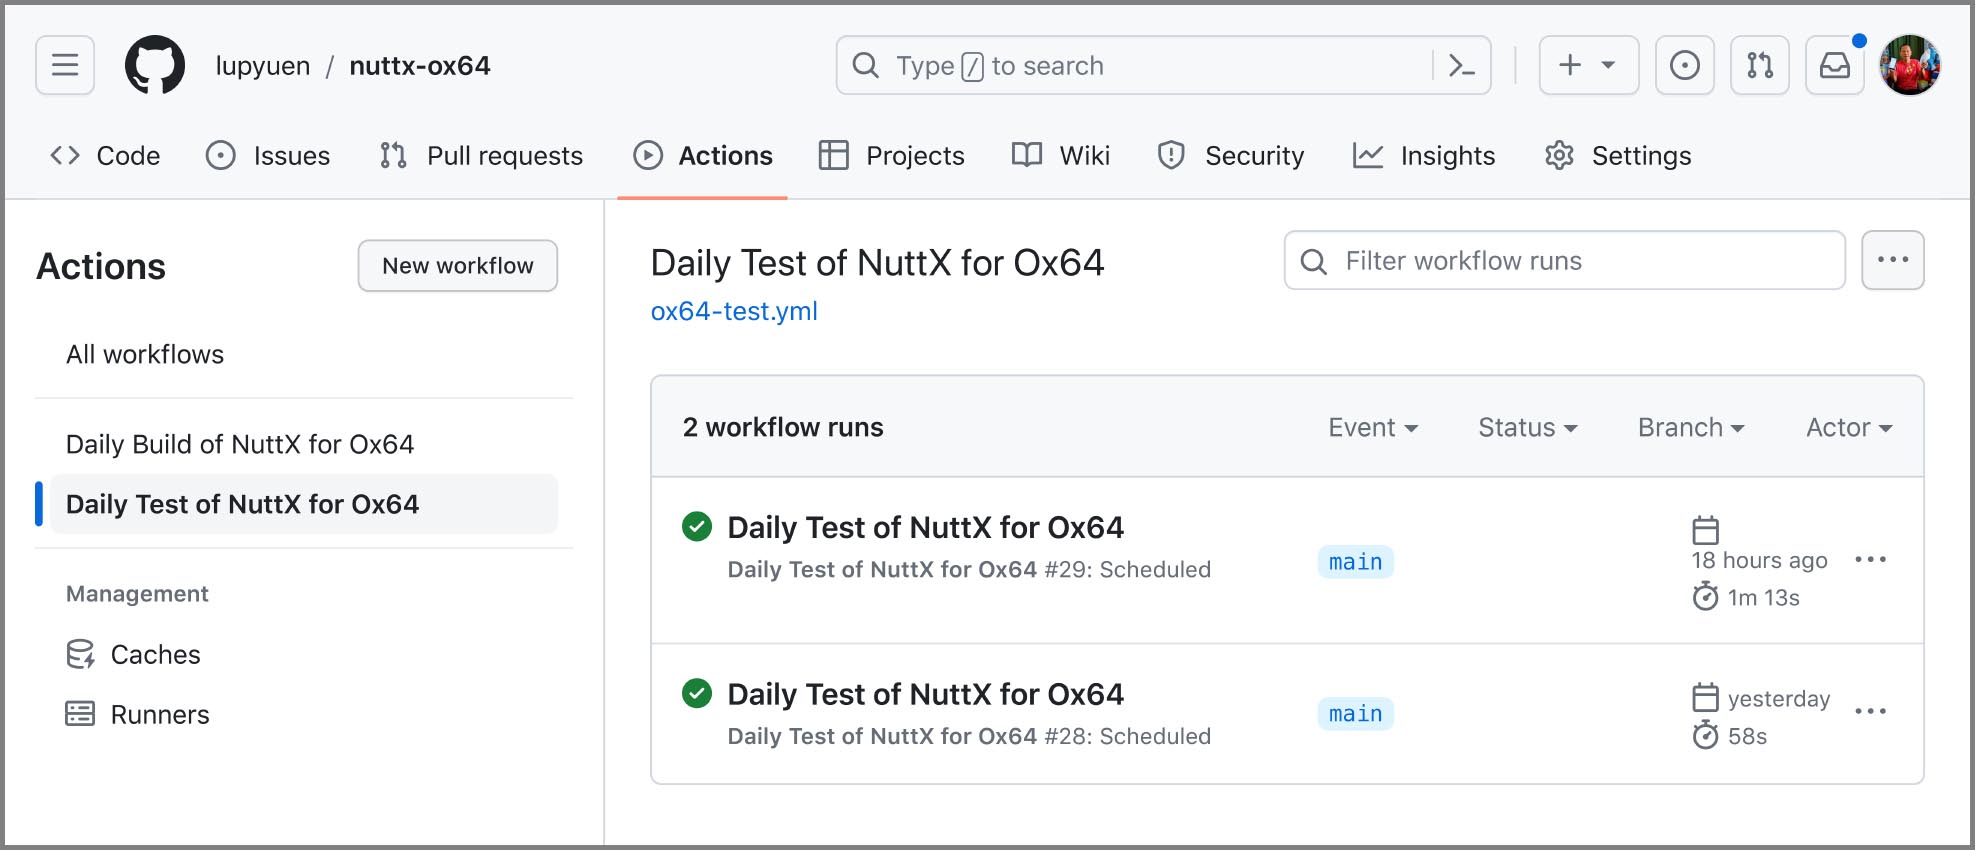 lupyuen / nuttx-ox64
Type / to search
Code Issues Pull requests Actions Projects Wiki Security Insights Settings
Actions
New workflow
All workflows
Daily Build of NuttX for Ox64
Daily Test of NuttX for Ox64
Management
Caches
Runners
Daily Test of NuttX for Ox64
ox64-test.yml
Filter workflow runs
2 workflow runs
Event Status Branch Actor
Daily Test of NuttX for Ox64
Daily Test of NuttX for Ox64 #29: Scheduled
main
18 hours ago
1m 13s
Daily Test of NuttX for Ox64
Daily Test of NuttX for Ox64 #28: Scheduled
main
yesterday
58s